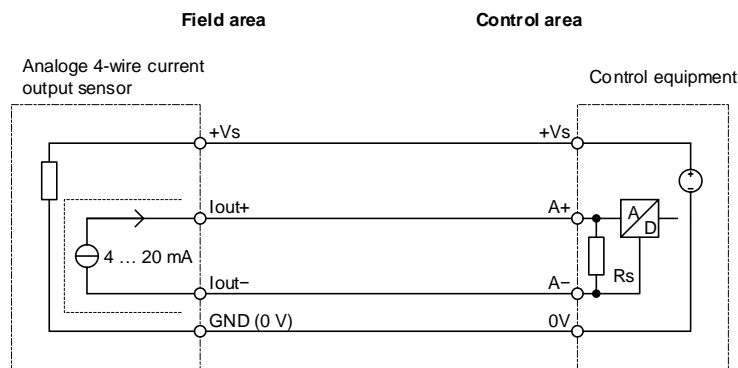 Field area
Control area
Analoge 4-wire current
output sensor
Control equipment
+Vs
+Vs
Iout+
A+
A
D
4 … 20 mA
Iout−
A−
Rs
GND (0 V)
0V